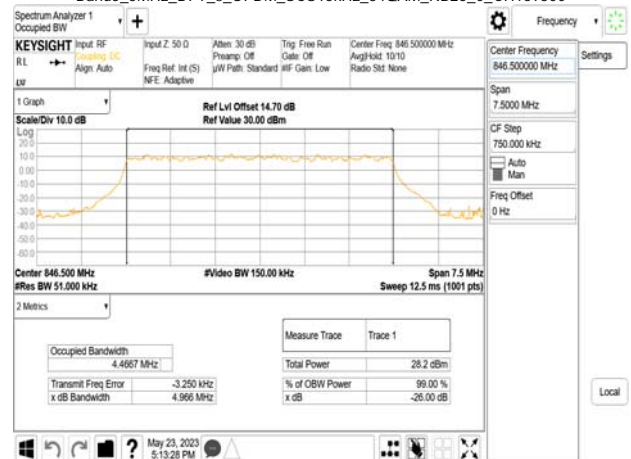 Spectrum Analyzer 1
Occupied BW
Frequency
KEYSIGHT
RL
Input: RF
Coupling: DC
Align: Auto
Input Z: 50 Ω
Freq Ref: Int (S)
NFE: Adaptive
Atten: 30 dB
Preamp: Off
µW Path: Standard
Trig: Free Run
Gate: Off
#IF Gain: Low
Center Freq: 846.500000 MHz
Avg|Hold: 10/10
Radio Std: None
Center Frequency
846.500000 MHz
Settings
Span
7.5000 MHz
CF Step
750.000 kHz
Auto
Man
Freq Offset
0 Hz
Local
1 Graph
Scale/Div 10.0 dB
Ref Lvl Offset 14.70 dB
Ref Value 30.00 dBm
Log
20.0
10.0
0.00
-10.0
-20.0
-30.0
-40.0
-50.0
-60.0
Center 846.500 MHz
#Video BW 150.00 kHz
Span 7.5 MHz
#Res BW 51.000 kHz
Sweep 12.5 ms (1001 pts)
2 Metrics
Measure Trace
Trace 1
Occupied Bandwidth
4.4667 MHz
Total Power
28.2 dBm
Transmit Freq Error
-3.250 kHz
% of OBW Power
99.00 %
x dB Bandwidth
4.966 MHz
x dB
-26.00 dB
?
May 23, 2023
5:13:28 PM